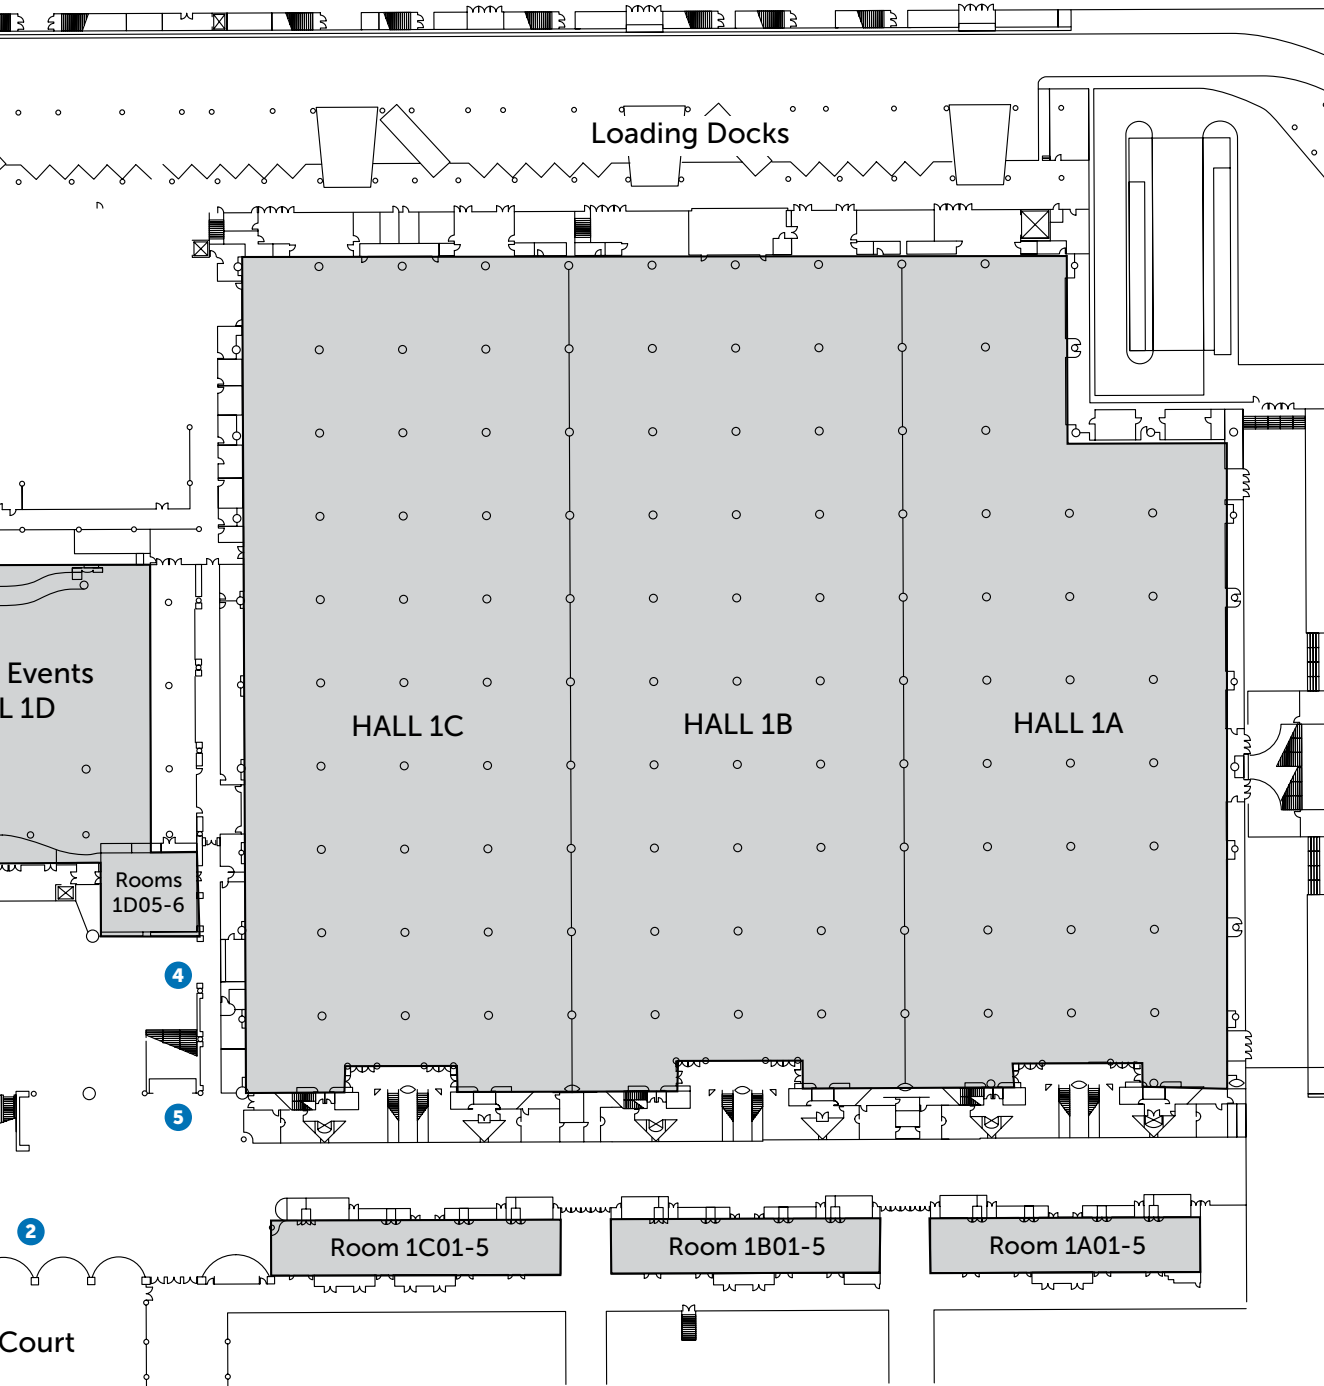 Loading Docks
Events
L 1D
HALL 1C
HALL 1B
HALL 1A
Rooms
1D05-6
4
5
2
Room 1C01-5
Room 1B01-5
Room 1A01-5
Court